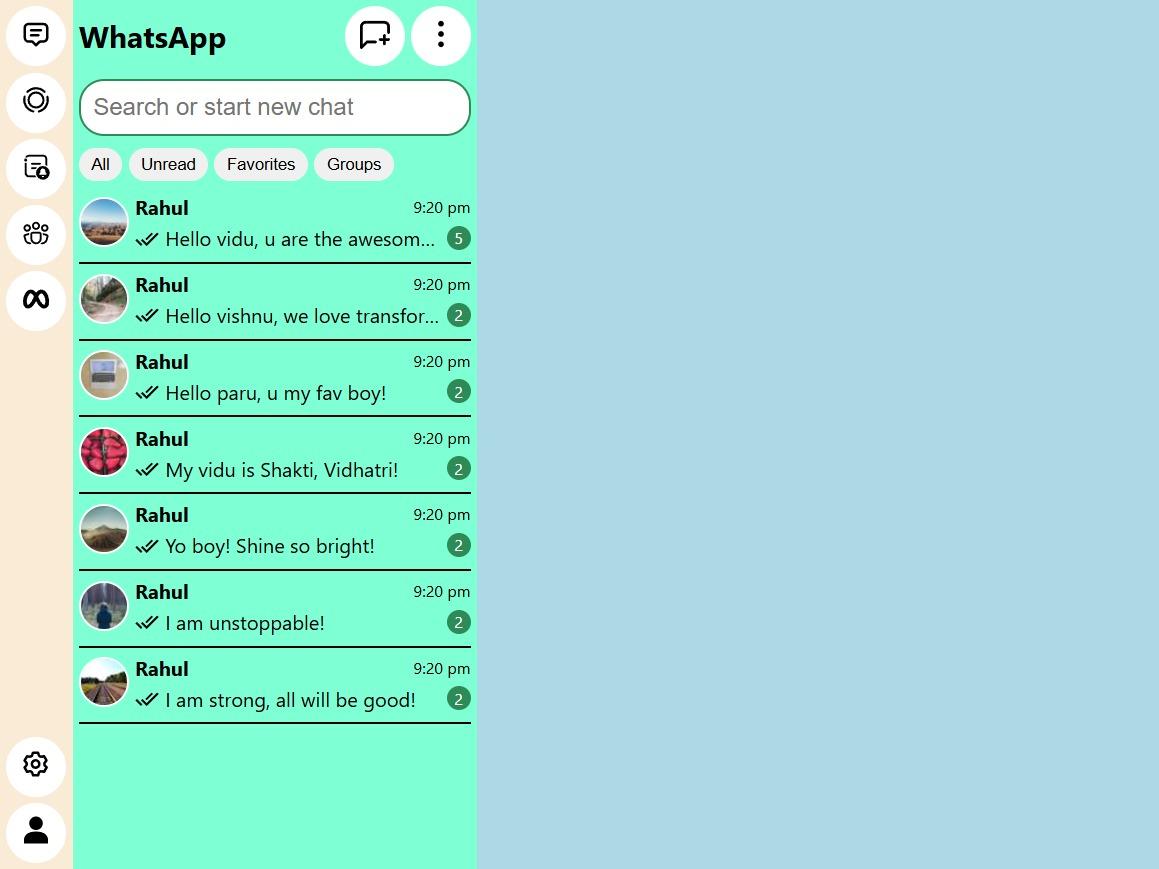 WhatsApp
Search or start new chat
All Unread Favorites Groups
Rahul 9:20 pm
Hello vidu, u are the awesom... 5
Rahul 9:20 pm
Hello vishnu, we love transfor... 2
Rahul 9:20 pm
Hello paru, u my fav boy! 2
Rahul 9:20 pm
My vidu is Shakti, Vidhatri! 2
Rahul 9:20 pm
Yo boy! Shine so bright! 2
Rahul 9:20 pm
I am unstoppable! 2
Rahul 9:20 pm
I am strong, all will be good! 2